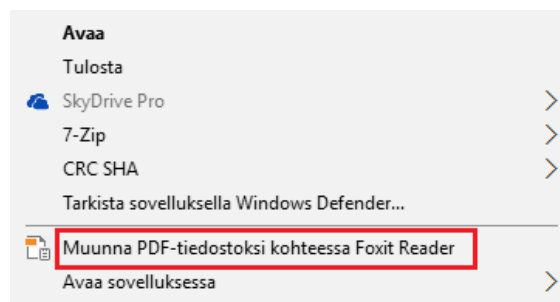 Avaa
Tulosta
SkyDrive Pro
7-Zip
CRC SHA
Tarkista sovelluksella Windows Defender...
Muunna PDF-tiedostoksi kohteessa Foxit Reader
Avaa sovelluksessa